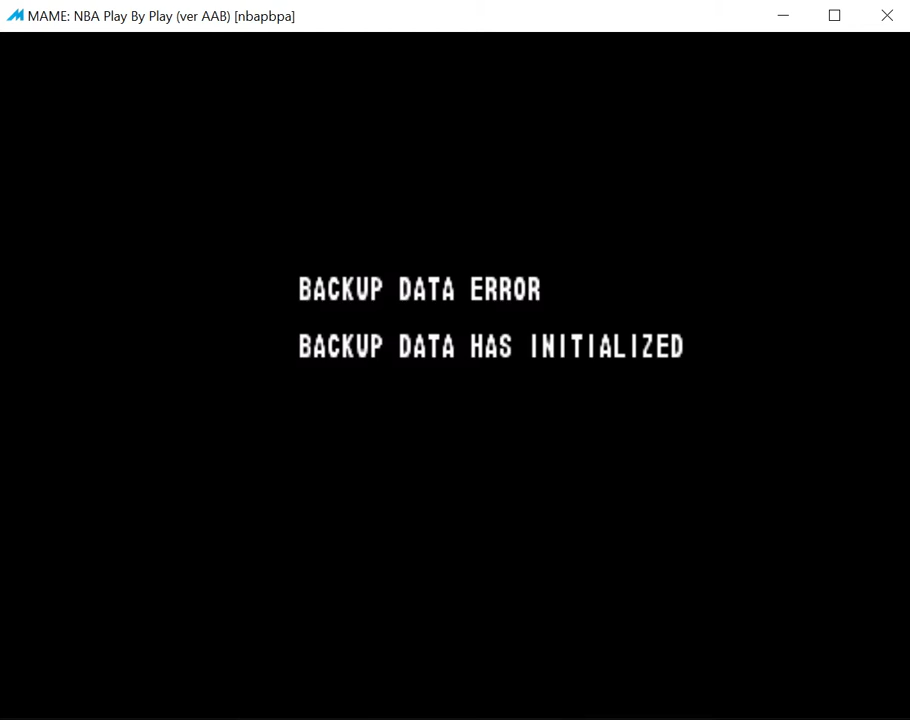 MAME: NBA Play By Play (ver AAB) [nbapbpa]
BACKUP DATA ERROR
BACKUP DATA HAS INITIALIZED